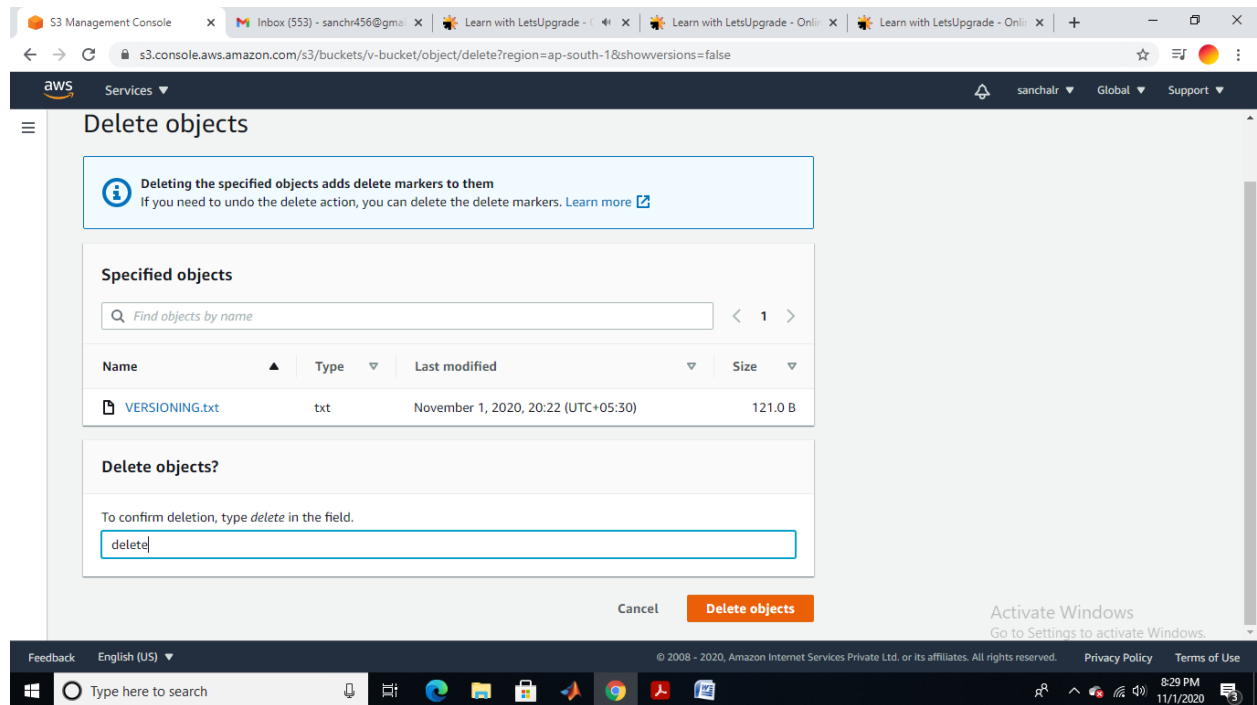 S3 Management Console
Inbox (553) - sanchr456@gmai
Learn with LetsUpgrade - 
Learn with LetsUpgrade - Onlin
Learn with LetsUpgrade - Onlin
s3.console.aws.amazon.com/s3/buckets/v-bucket/object/delete?region=ap-south-1&showversions=false
aws
Services
sanchalr
Global
Support
Delete objects
Deleting the specified objects adds delete markers to them
If you need to undo the delete action, you can delete the delete markers. Learn more
Specified objects
Find objects by name
1
Name
Type
Last modified
Size
VERSIONING.txt
txt
November 1, 2020, 20:22 (UTC+05:30)
121.0 B
Delete objects?
To confirm deletion, type delete in the field.
delete
Cancel
Delete objects
Activate Windows
Go to Settings to activate Windows.
Feedback
English (US)
© 2008 - 2020, Amazon Internet Services Private Ltd. or its affiliates. All rights reserved.
Privacy Policy
Terms of Use
Type here to search
8:29 PM
11/1/2020
3